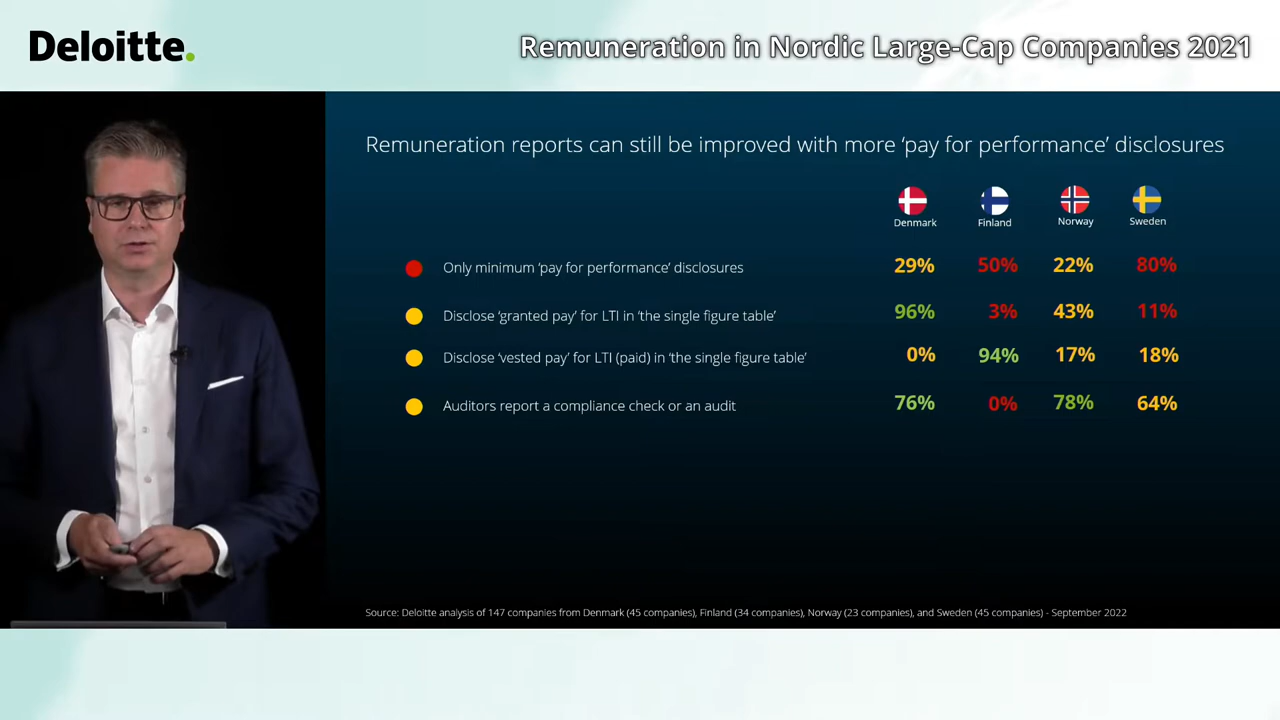 Deloitte.
Remuneration in Nordic Large-Cap Companies 2021
Remuneration reports can still be improved with more ‘pay for performance’ disclosures
Denmark Finland Norway Sweden
Only minimum ‘pay for performance’ disclosures 29% 50% 22% 80%
Disclose ‘granted pay’ for LTI in ‘the single figure table’ 96% 3% 43% 11%
Disclose ‘vested pay’ for LTI (paid) in ‘the single figure table’ 0% 94% 17% 18%
Auditors report a compliance check or an audit 76% 0% 78% 64%
Source: Deloitte analysis of 147 companies from Denmark (45 companies), Finland (34 companies), Norway (23 companies), and Sweden (45 companies) - September 2022